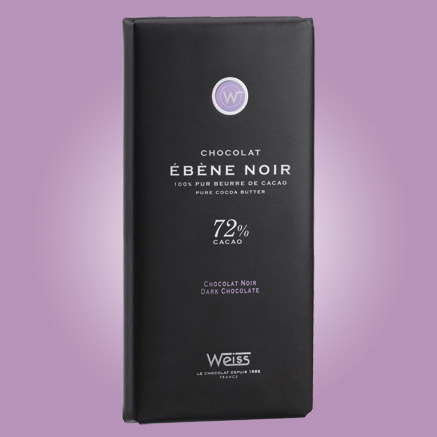 W
CHOCOLAT
ÉBÈNE NOIR
100% PUR BEURRE DE CACAO
PURE COCOA BUTTER
72%
CACAO
CHOCOLAT NOIR
DARK CHOCOLATE
Weiss
LE CHOCOLAT DEPUIS 1882
FRANCE